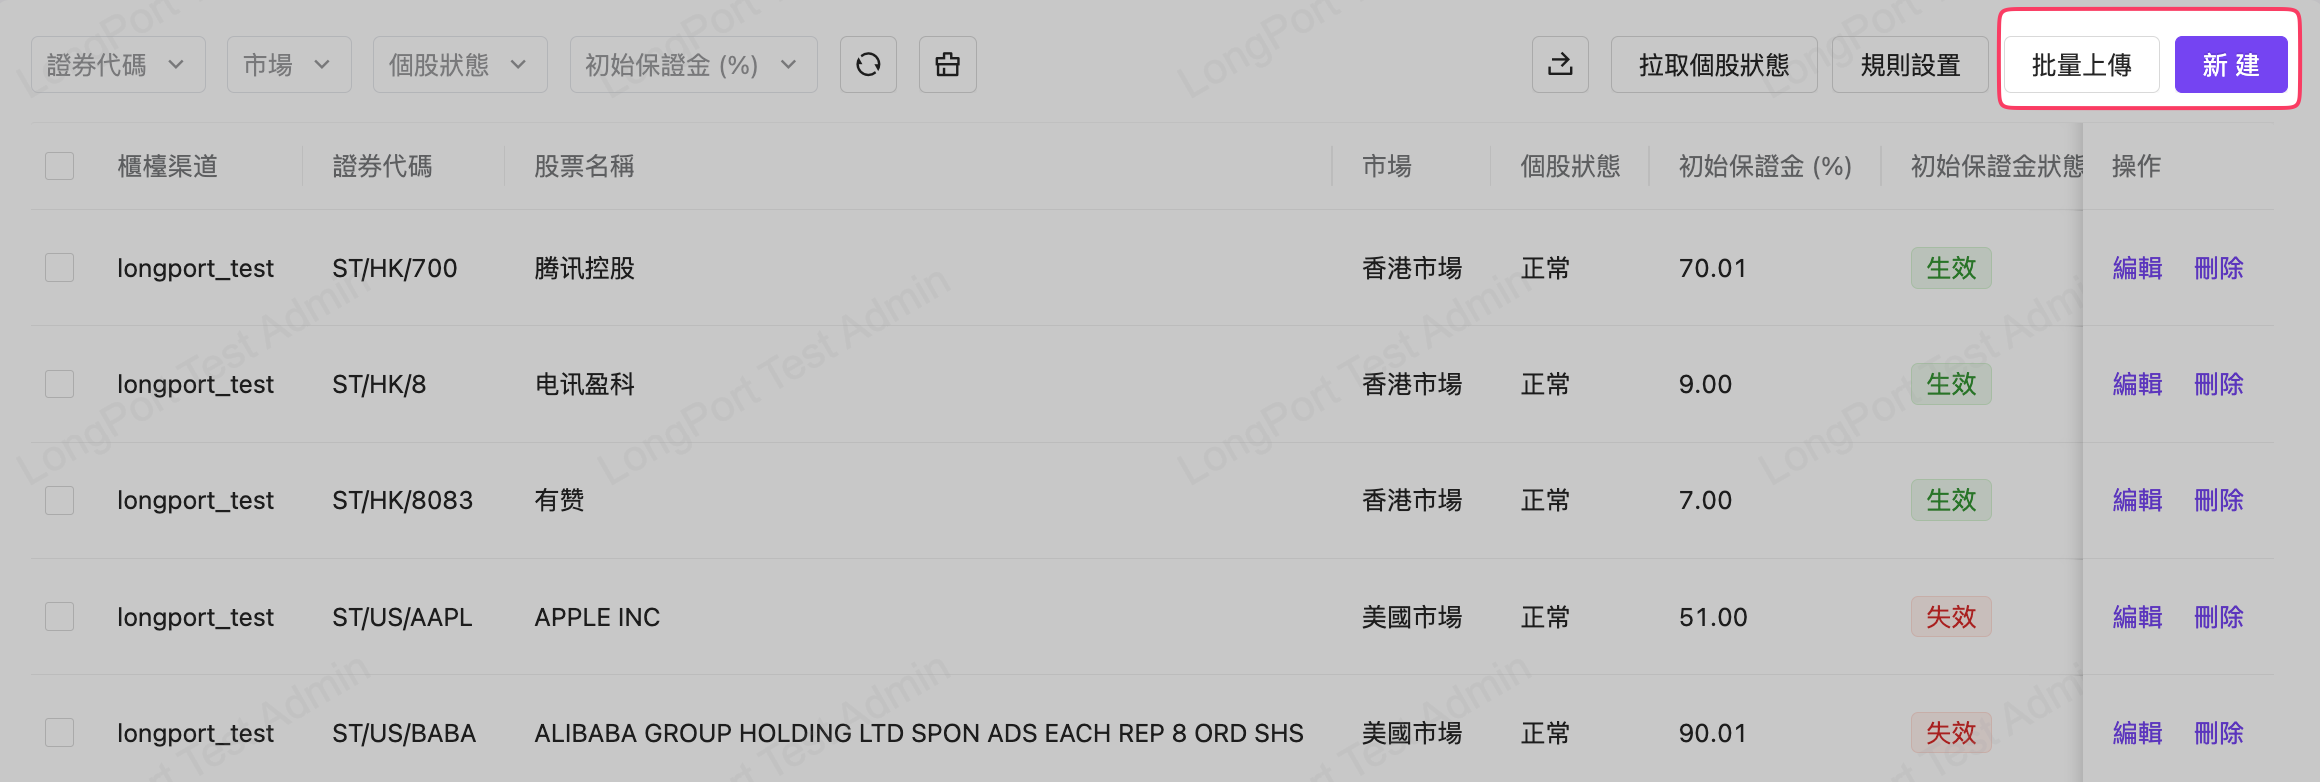 證券代碼 市場 個股狀態 初始保證金 (%) 拉取個股狀態 規則設置 批量上傳 新 建
櫃檯渠道 證券代碼 股票名稱 市場 個股狀態 初始保證金 (%) 初始保證金狀態 操作
longport_test ST/HK/700 腾讯控股 香港市場 正常 70.01 生效 編輯 刪除
longport_test ST/HK/8 电讯盈科 香港市場 正常 9.00 生效 編輯 刪除
longport_test ST/HK/8083 有赞 香港市場 正常 7.00 生效 編輯 刪除
longport_test ST/US/AAPL APPLE INC 美國市場 正常 51.00 失效 編輯 刪除
longport_test ST/US/BABA ALIBABA GROUP HOLDING LTD SPON ADS EACH REP 8 ORD SHS 美國市場 正常 90.01 失效 編輯 刪除
LongPort Test Admin
LongPort Test Admin
LongPort Test Admin
LongPort Test Admin